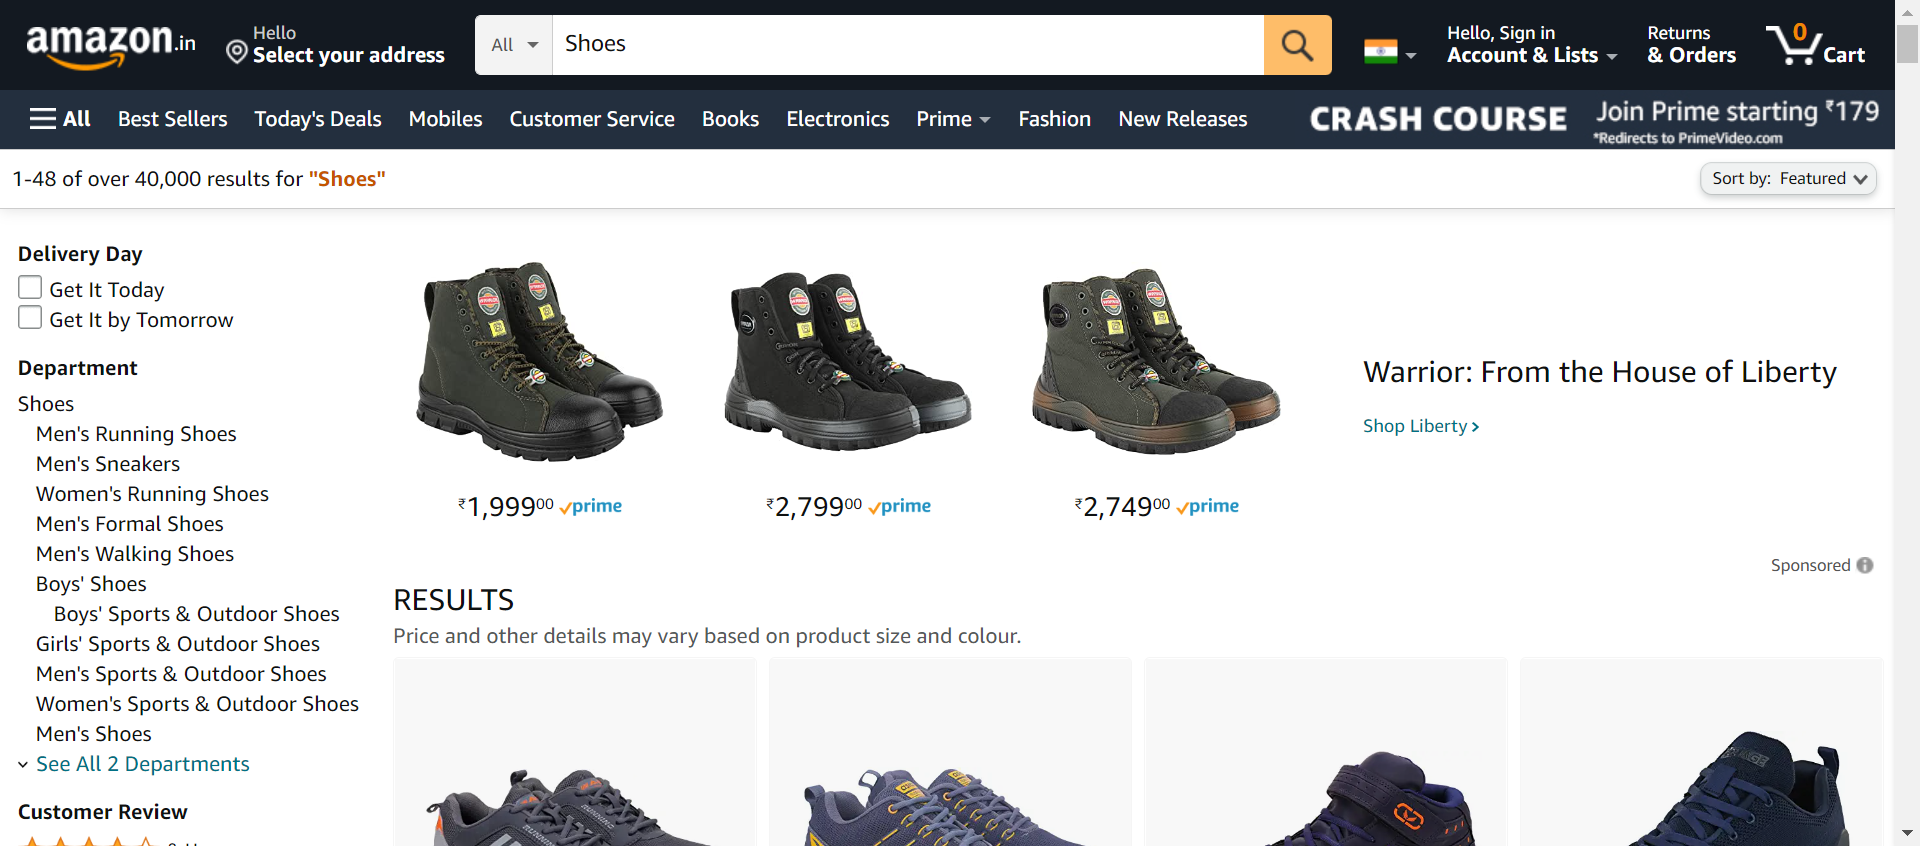 amazon.in
Hello
Select your address
All
Shoes
Hello, Sign in
Account & Lists
Returns
& Orders
0
Cart
All
Best Sellers
Today's Deals
Mobiles
Customer Service
Books
Electronics
Prime
Fashion
New Releases
CRASH COURSE
Join Prime starting ₹179
*Redirects to PrimeVideo.com
1-48 of over 40,000 results for "Shoes"
Sort by: Featured
Delivery Day
Get It Today
Get It by Tomorrow
Department
Shoes
Men's Running Shoes
Men's Sneakers
Women's Running Shoes
Men's Formal Shoes
Men's Walking Shoes
Boys' Shoes
Boys' Sports & Outdoor Shoes
Girls' Sports & Outdoor Shoes
Men's Sports & Outdoor Shoes
Women's Sports & Outdoor Shoes
Men's Shoes
See All 2 Departments
Customer Review
₹1,99900 prime
₹2,79900 prime
₹2,74900 prime
Warrior: From the House of Liberty
Shop Liberty
Sponsored
RESULTS
Price and other details may vary based on product size and colour.